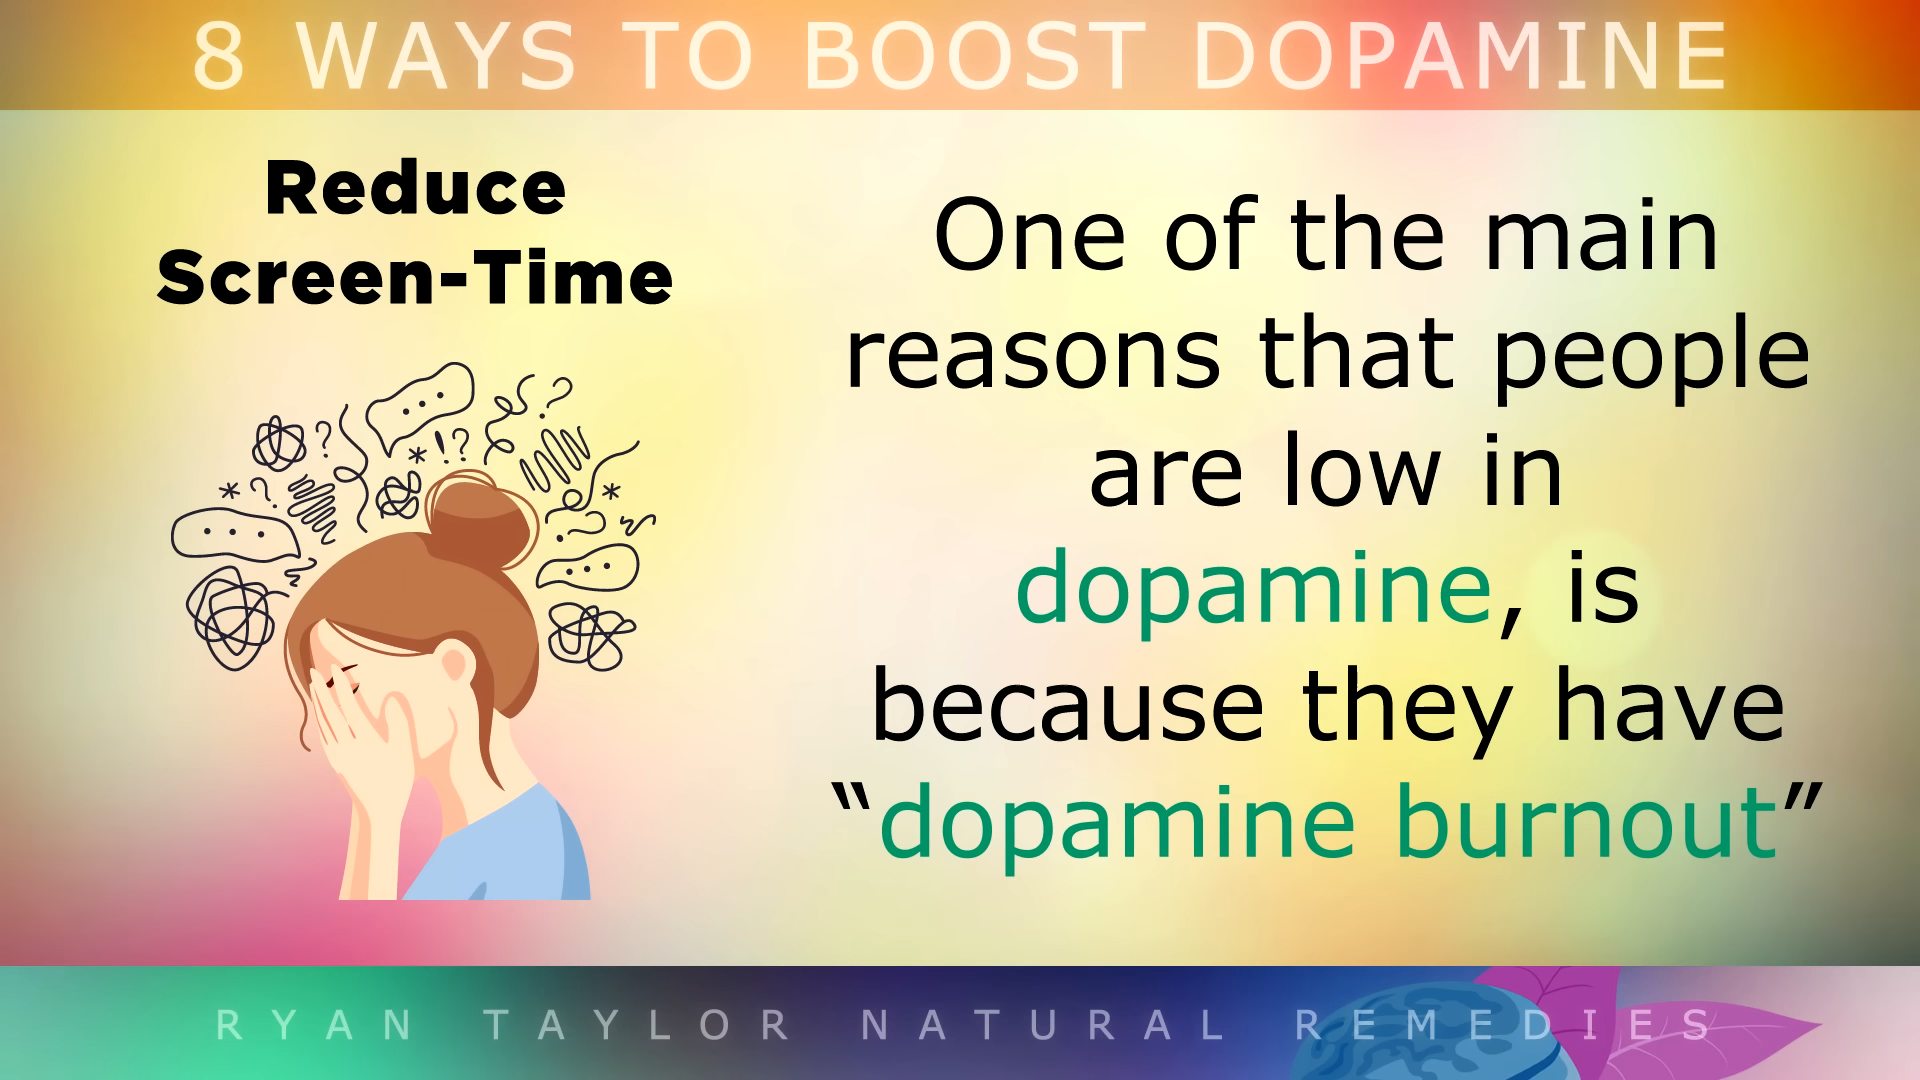 8 WAYS TO BOOST DOPAMINE
Reduce
Screen-Time
One of the main
reasons that people
are low in
dopamine, is
because they have
“dopamine burnout”
RYAN TAYLOR NATURAL REMEDIES